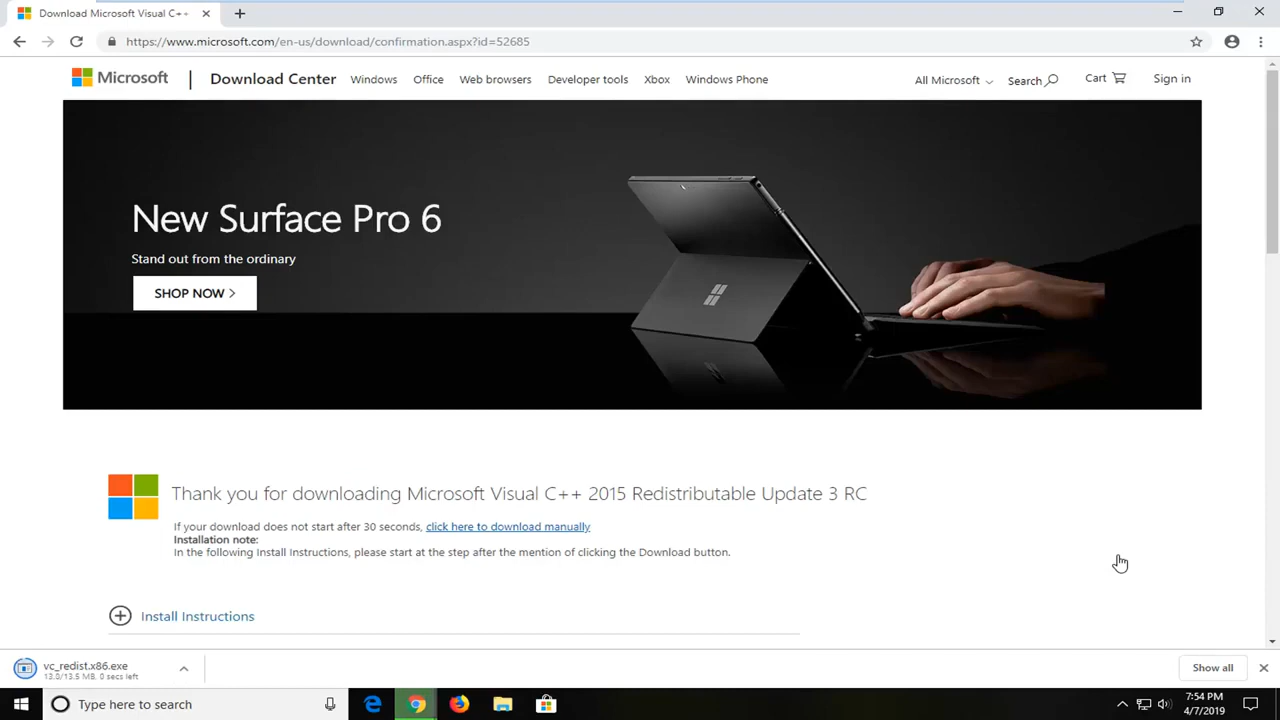 Download Microsoft Visual C++
https://www.microsoft.com/en-us/download/confirmation.aspx?id=52685
Microsoft | Download Center Windows Office Web browsers Developer tools Xbox Windows Phone All Microsoft Search Cart Sign in
New Surface Pro 6
Stand out from the ordinary
SHOP NOW >
Thank you for downloading Microsoft Visual C++ 2015 Redistributable Update 3 RC
If your download does not start after 30 seconds, click here to download manually
Installation note:
In the following Install Instructions, please start at the step after the mention of clicking the Download button.
Install Instructions
vc_redist.x86.exe
13.0/13.5 MB, 0 secs left
Show all
Type here to search
7:54 PM
4/7/2019